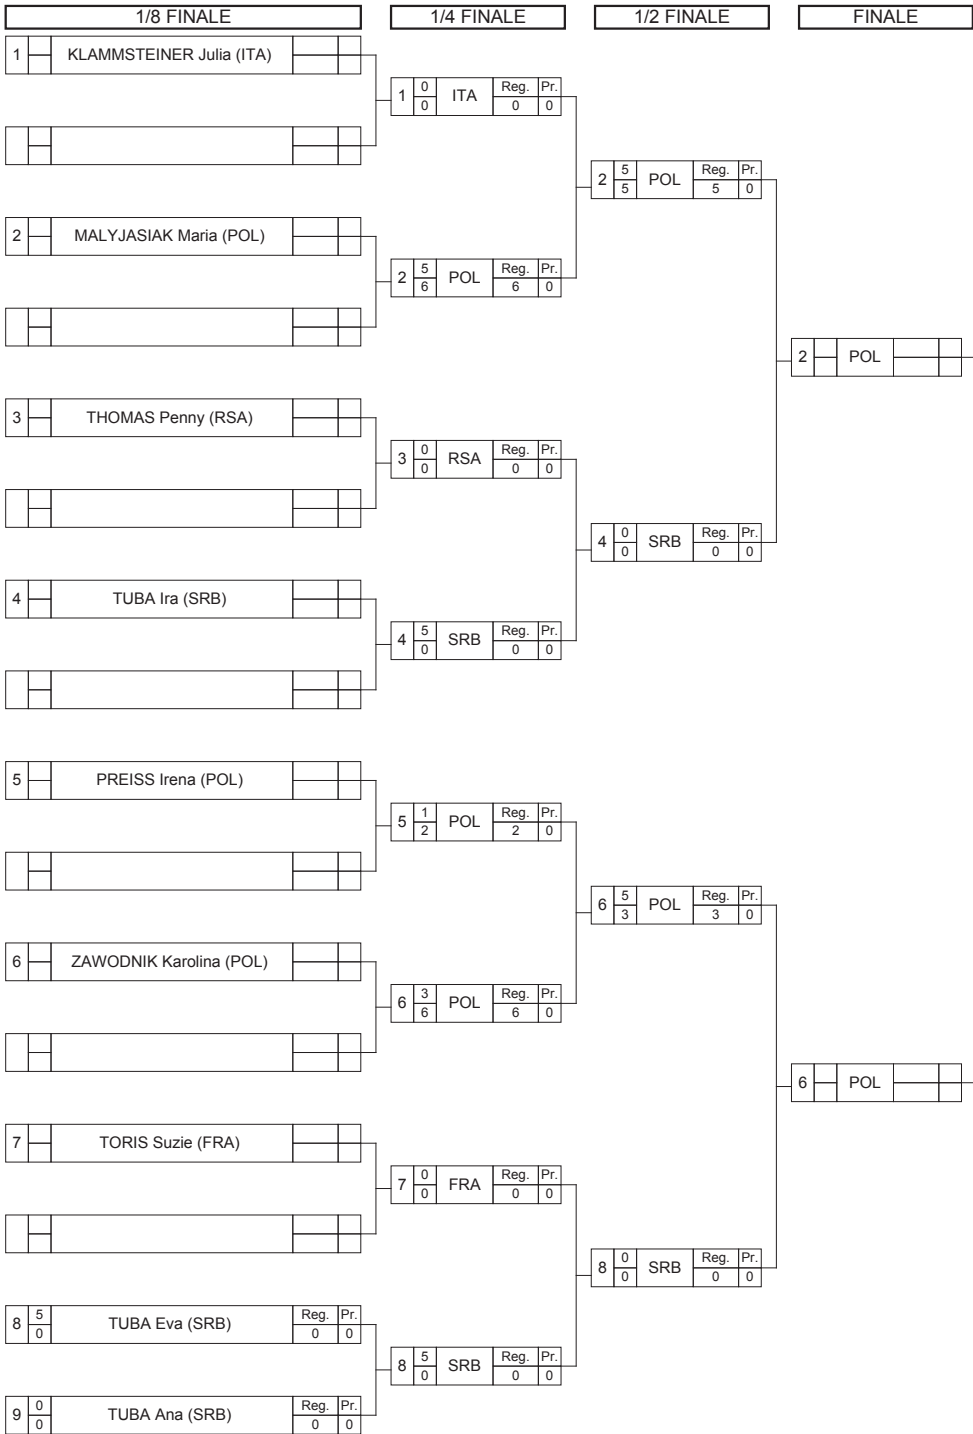 1/8 FINALE 1/4 FINALE 1/2 FINALE FINALE
1 KLAMMSTEINER Julia (ITA)
1 0 0 ITA Reg. 0 Pr. 0
2 5 5 POL Reg. 5 Pr. 0
2 MALYJASIAK Maria (POL)
2 5 6 POL Reg. 6 Pr. 0
2 POL
3 THOMAS Penny (RSA)
3 0 0 RSA Reg. 0 Pr. 0
4 0 0 SRB Reg. 0 Pr. 0
4 TUBA Ira (SRB)
4 5 0 SRB Reg. 0 Pr. 0
5 PREISS Irena (POL)
5 1 2 POL Reg. 2 Pr. 0
6 5 3 POL Reg. 3 Pr. 0
6 ZAWODNIK Karolina (POL)
6 3 6 POL Reg. 6 Pr. 0
6 POL
7 TORIS Suzie (FRA)
7 0 0 FRA Reg. 0 Pr. 0
8 0 0 SRB Reg. 0 Pr. 0
8 5 0 TUBA Eva (SRB) Reg. 0 Pr. 0
8 5 0 SRB Reg. 0 Pr. 0
9 0 0 TUBA Ana (SRB) Reg. 0 Pr. 0